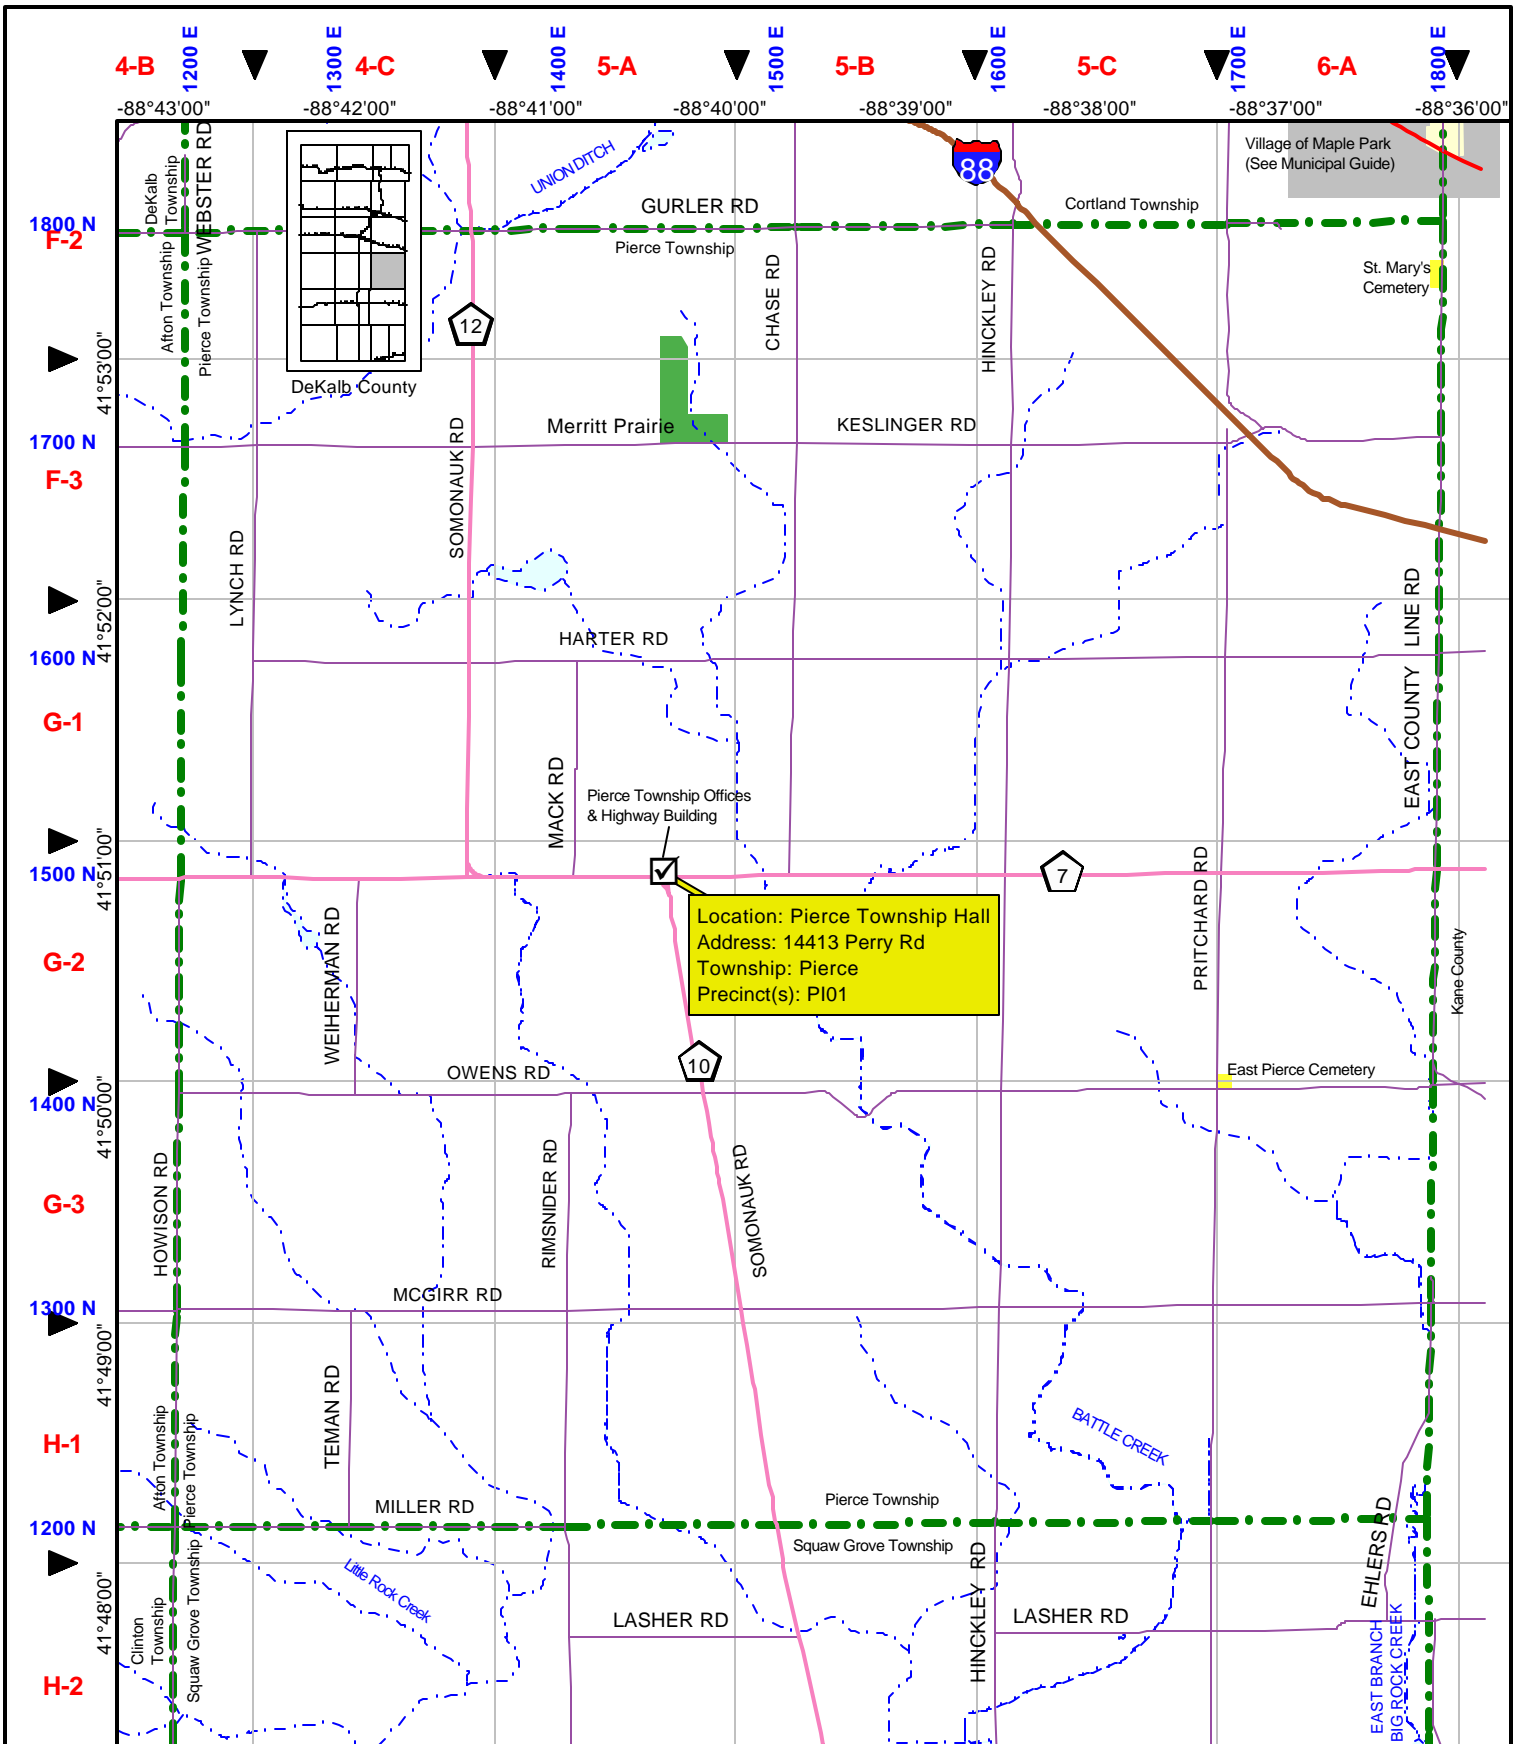 4-B
1200 E
1300 E
4-C
1400 E
5-A
1500 E
5-B
1600 E
5-C
1700 E
6-A
1800 E
-88°43'00"
-88°42'00"
-88°41'00"
-88°40'00"
-88°39'00"
-88°38'00"
-88°37'00"
-88°36'00"
Village of Maple Park
(See Municipal Guide)
88
UNION DITCH
DeKalb
Township
WEBSTER RD
GURLER RD
Cortland Township
1800 N
F-2
Pierce Township
Afton Township
Pierce Township
St. Mary's
Cemetery
CHASE RD
HINCKLEY RD
12
41°53'00"
DeKalb County
Merritt Prairie
KESLINGER RD
1700 N
F-3
SOMONAUK RD
LYNCH RD
41°52'00"
EAST COUNTY LINE RD
HARTER RD
1600 N
G-1
MACK RD
Pierce Township Offices
& Highway Building
41°51'00"
1500 N
7
PRITCHARD RD
Location: Pierce Township Hall
Address: 14413 Perry Rd
Township: Pierce
Precinct(s): PI01
G-2
WEIHERMAN RD
Kane County
10
OWENS RD
East Pierce Cemetery
41°50'00"
1400 N
HOWISON RD
RIMSNIDER RD
SOMONAUK RD
G-3
MCGIRR RD
1300 N
41°49'00"
TEMAN RD
BATTLE CREEK
H-1
Afton Township
Pierce Township
MILLER RD
Pierce Township
1200 N
Squaw Grove Township
EHLERS RD
HINCKLEY RD
Little Rock Creek
41°48'00"
Clinton
Township
Squaw Grove Township
LASHER RD
LASHER RD
H-2
EAST BRANCH
BIG ROCK CREEK